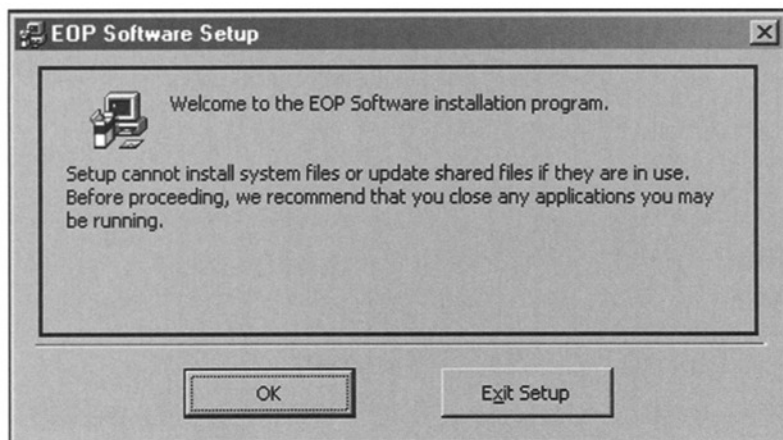 EOP Software Setup
Welcome to the EOP Software installation program.
Setup cannot install system files or update shared files if they are in use.
Before proceeding, we recommend that you close any applications you may
be running.
OK
Exit Setup